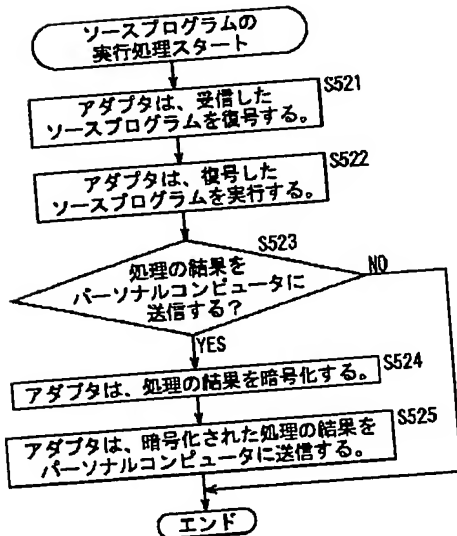 ソースプログラムの
実行処理スタート
S521
アダプタは、受信した
ソースプログラムを復号する。
S522
アダプタは、復号した
ソースプログラムを実行する。
S523
処理の結果を
パーソナルコンピュータに
送信する?
NO
YES
S524
アダプタは、処理の結果を暗号化する。
S525
アダプタは、暗号化された処理の結果を
パーソナルコンピュータに送信する。
エンド